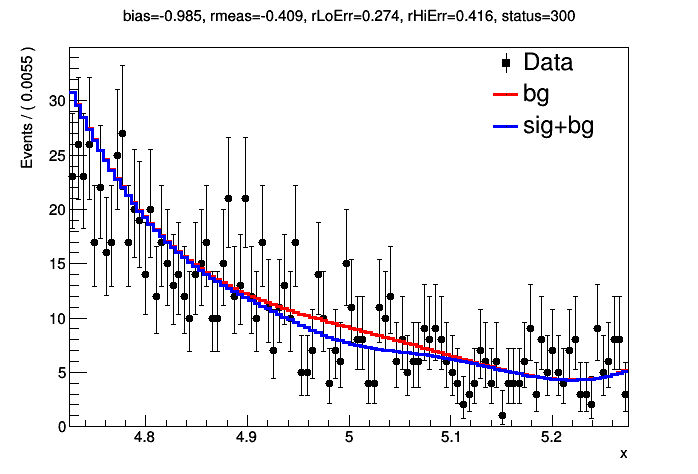 bias=-0.985, rmeas=-0.409, rLoErr=0.274, rHiErr=0.416, status=300
Events / ( 0.0055 )
Data
bg
sig+bg
30
25
20
15
10
5
0
4.8 4.9 5 5.1 5.2
x